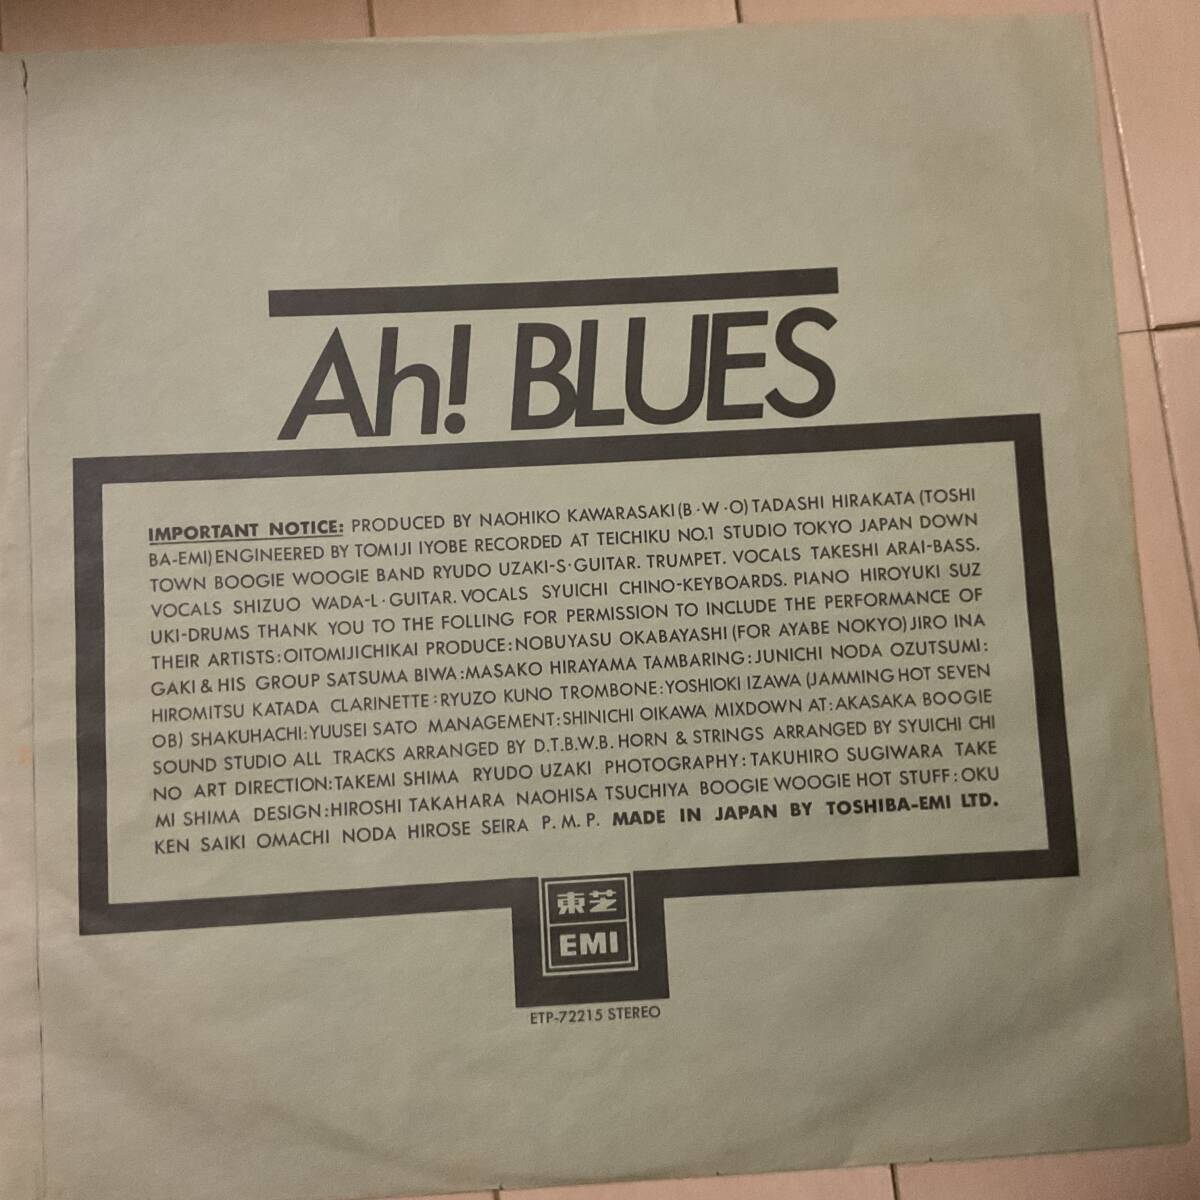 Ah! BLUES
IMPORTANT NOTICE: PRODUCED BY NAOHIKO KAWARASAKI(B·W·O)TADASHI HIRAKATA (TOSHI
BA-EMI)ENGINEERED BY TOMIJI IYOBE RECORDED AT TEICHIKU NO.1 STUDIO TOKYO JAPAN DOWN
TOWN BOOGIE WOOGIE BAND RYUDO UZAKI-S·GUITAR. TRUMPET. VOCALS TAKESHI ARAI-BASS.
VOCALS SHIZUO WADA-L·GUITAR. VOCALS SYUICHI CHINO-KEYBOARDS. PIANO HIROYUKI SUZ
UKI-DRUMS THANK YOU TO THE FOLLING FOR PERMISSION TO INCLUDE THE PERFORMANCE OF
THEIR ARTISTS:OITOMIJICHIKAI PRODUCE:NOBUYASU OKABAYASHI(FOR AYABE NOKYO)JIRO INA
GAKI & HIS GROUP SATSUMA BIWA:MASAKO HIRAYAMA TAMBARING:JUNICHI NODA OZUTSUMI:
HIROMITSU KATADA CLARINETTE:RYUZO KUNO TROMBONE:YOSHIOKI IZAWA (JAMMING HOT SEVEN
OB) SHAKUHACHI:YUUSEI SATO MANAGEMENT:SHINICHI OIKAWA MIXDOWN AT:AKASAKA BOOGIE
SOUND STUDIO ALL TRACKS ARRANGED BY D.T.B.W.B. HORN & STRINGS ARRANGED BY SYUICHI CHI
NO ART DIRECTION:TAKEMI SHIMA RYUDO UZAKI PHOTOGRAPHY:TAKUHIRO SUGIWARA TAKE
MI SHIMA DESIGN:HIROSHI TAKAHARA NAOHISA TSUCHIYA BOOGIE WOOGIE HOT STUFF:OKU
KEN SAIKI OMACHI NODA HIROSE SEIRA P.M.P. MADE IN JAPAN BY TOSHIBA-EMI LTD.
東芝
EMI
ETP-72215 STEREO